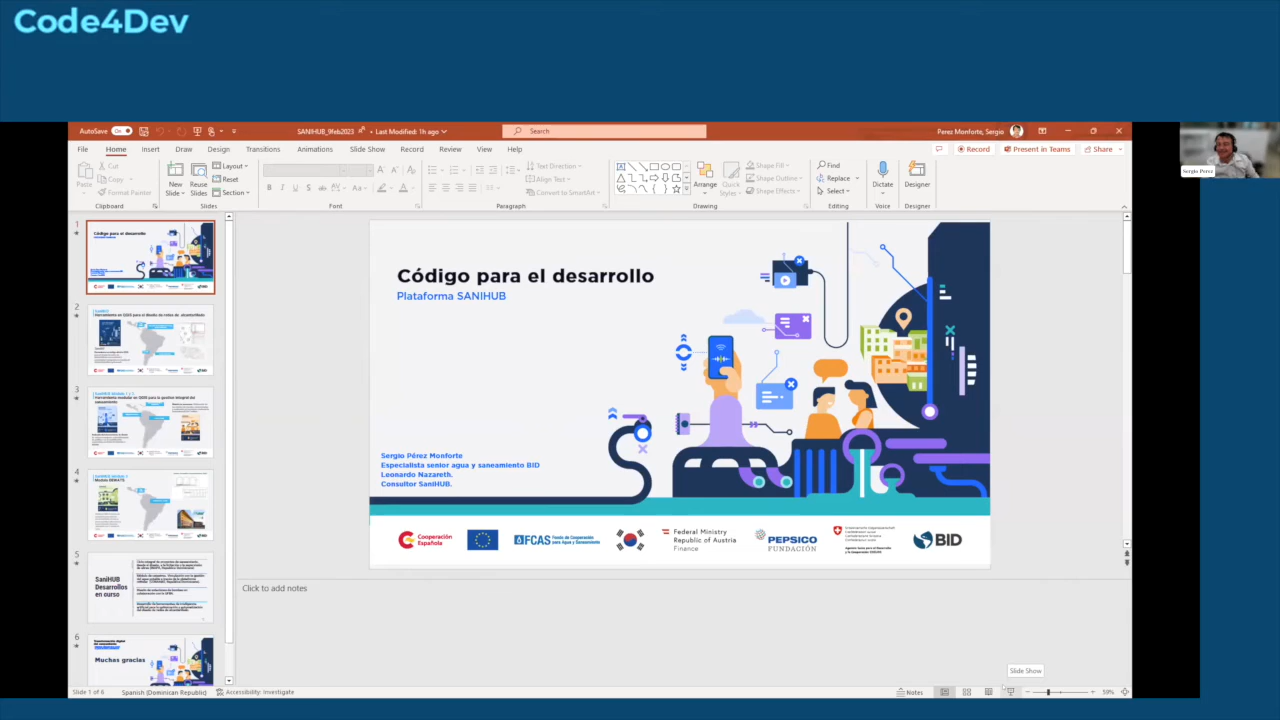 Code4Dev
AutoSave On
SANIHUB_9feb2023 • Last Modified: 1h ago
Search
Perez Monforte, Sergio
File Home Insert Draw Design Transitions Animations Slide Show Record Review View Help
Record Present in Teams Share
Paste
Cut
Copy
Format Painter
Clipboard
New Slide
Reuse Slides
Layout
Reset
Section
Slides
Font
Text Direction
Align Text
Convert to SmartArt
Paragraph
Arrange
Quick Styles
Shape Fill
Shape Outline
Shape Effects
Drawing
Find
Replace
Select
Editing
Dictate
Voice
Designer
Designer
Sergio Perez
1
Código para el desarrollo
2
3
4
5
SaniHUB
Desarrollos
en curso
6
Muchas gracias
Código para el desarrollo
Plataforma SANIHUB
Sergio Pérez Monforte
Especialista senior agua y saneamiento BID
Leonardo Nazareth.
Consultor SaniHUB.
Cooperación
Española
FCAS Fondo de Cooperación
para Agua y Saneamiento
Federal Ministry
Republic of Austria
Finance
PEPSICO
FUNDACIÓN
BID
Click to add notes
Slide Show
Slide 1 of 6
Spanish (Dominican Republic)
Accessibility: Investigate
Notes
59%